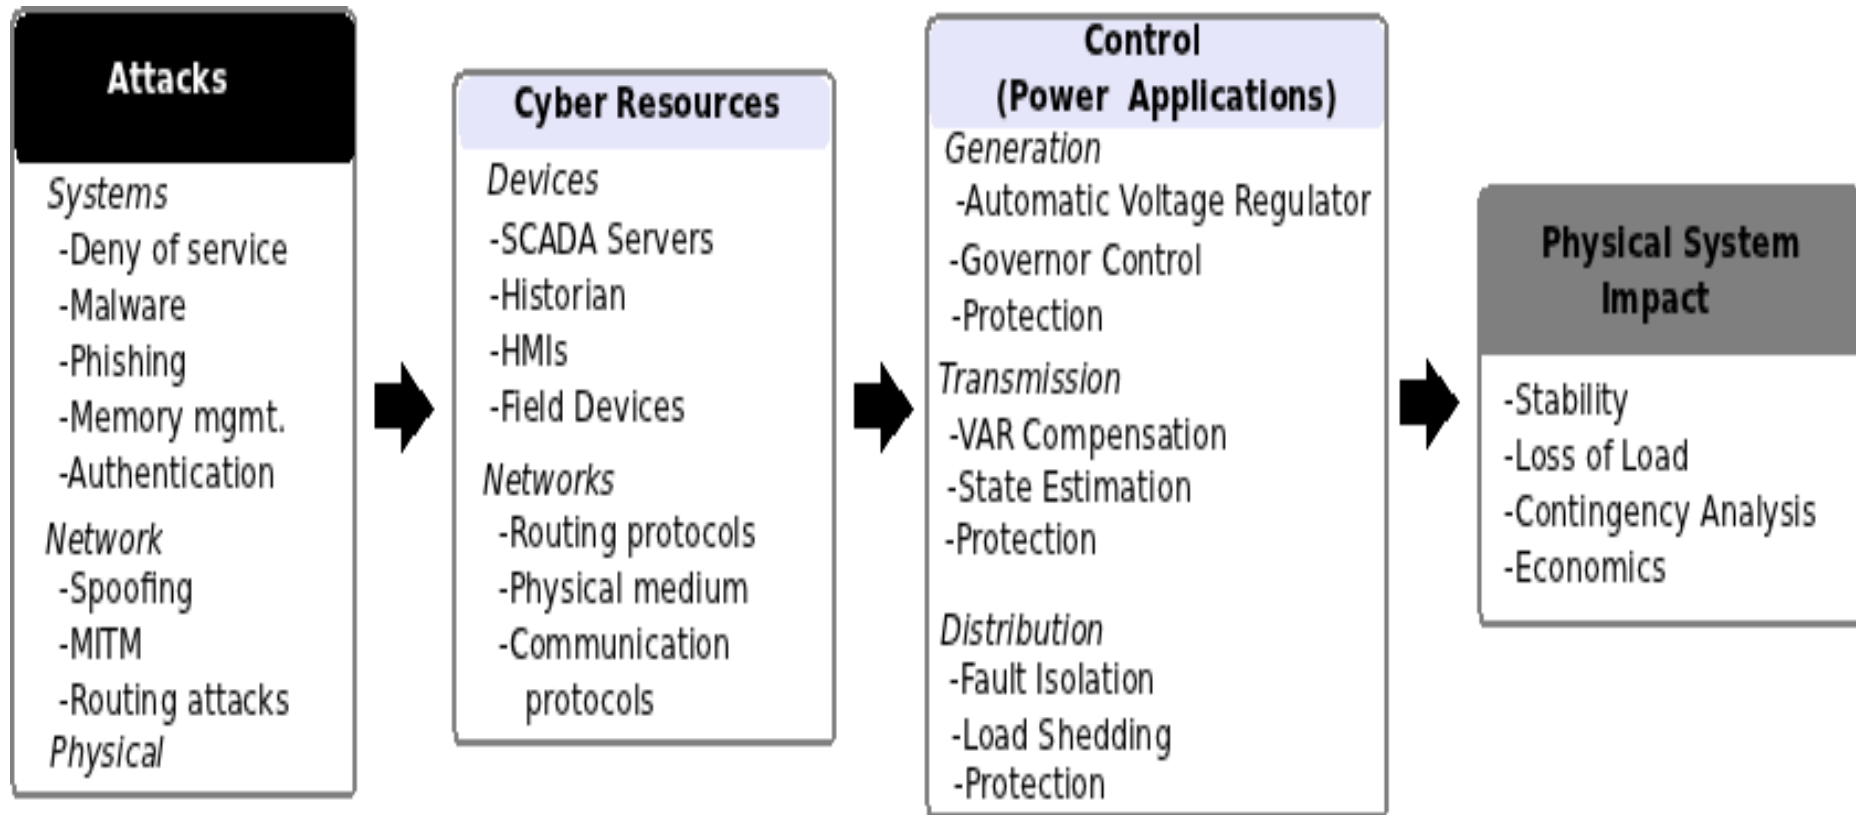 Attacks
Systems
-Deny of service
-Malware
-Phishing
-Memory mgmt.
-Authentication
Network
-Spoofing
-MITM
-Routing attacks
Physical
Cyber Resources
Devices
-SCADA Servers
-Historian
-HMIs
-Field Devices
Networks
-Routing protocols
-Physical medium
-Communication
protocols
Control
(Power Applications)
Generation
-Automatic Voltage Regulator
-Governor Control
-Protection
Transmission
-VAR Compensation
-State Estimation
-Protection
Distribution
-Fault Isolation
-Load Shedding
-Protection
Physical System
Impact
-Stability
-Loss of Load
-Contingency Analysis
-Economics